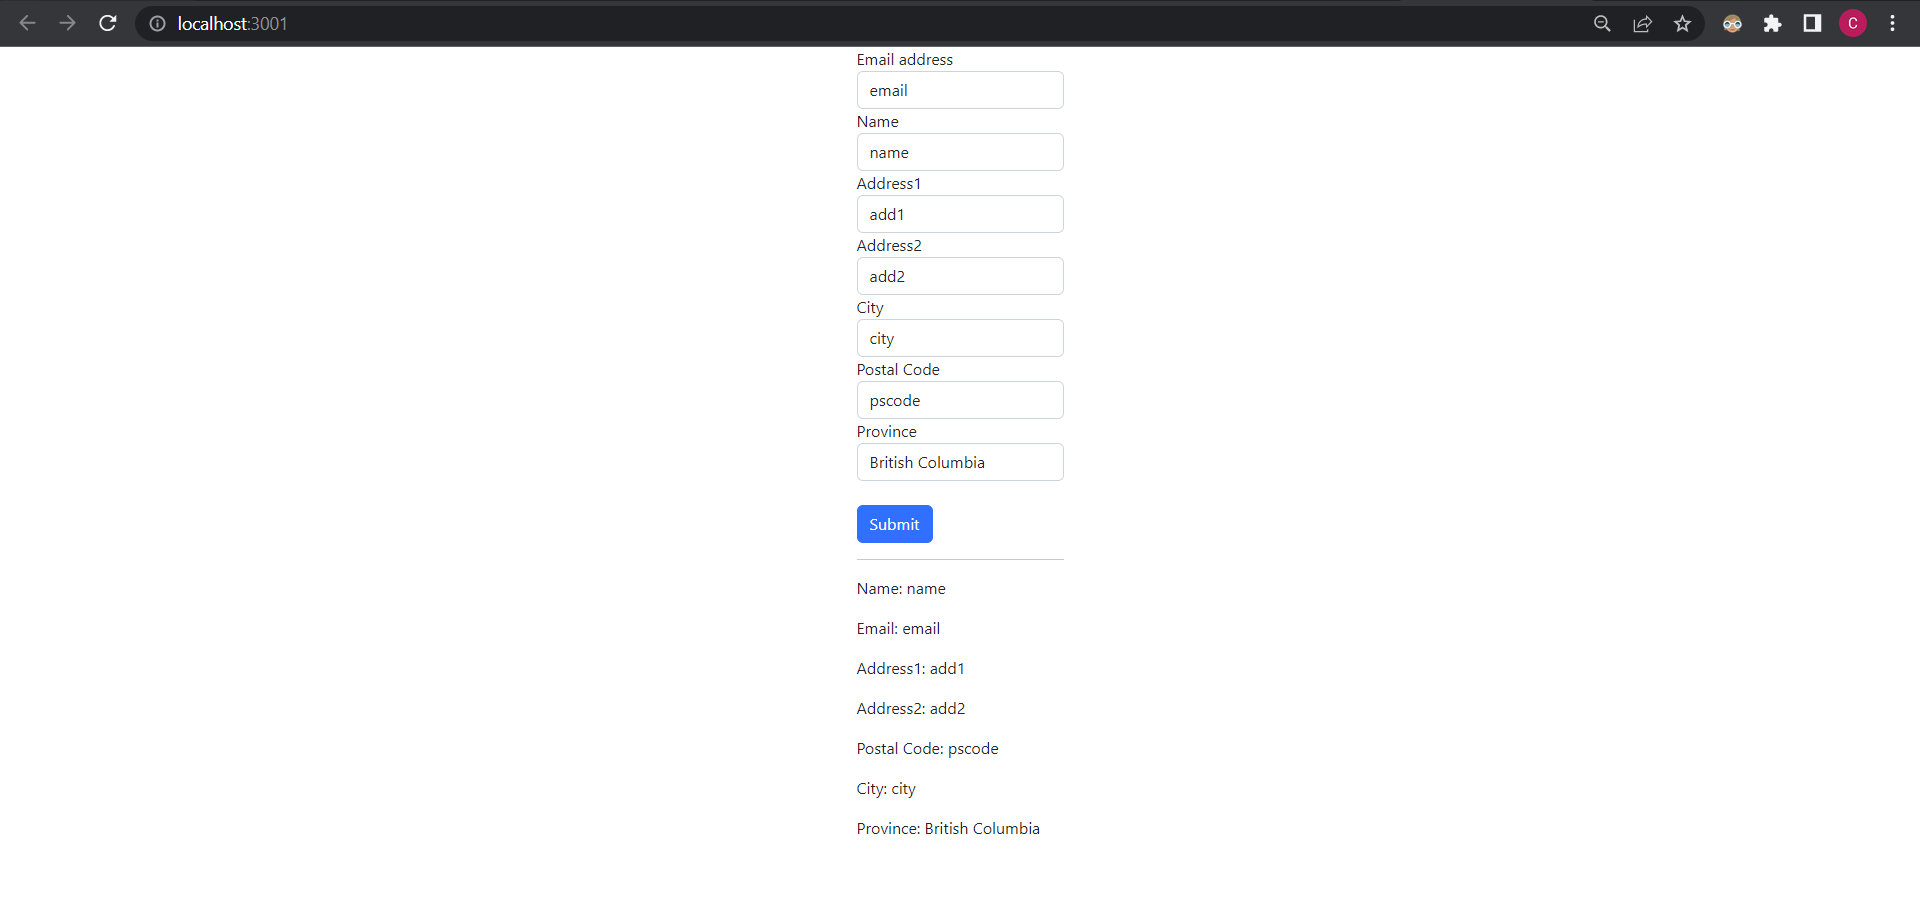 localhost:3001
C
Email address
email
Name
name
Address1
add1
Address2
add2
City
city
Postal Code
pscode
Province
British Columbia
Submit
Name: name
Email: email
Address1: add1
Address2: add2
Postal Code: pscode
City: city
Province: British Columbia